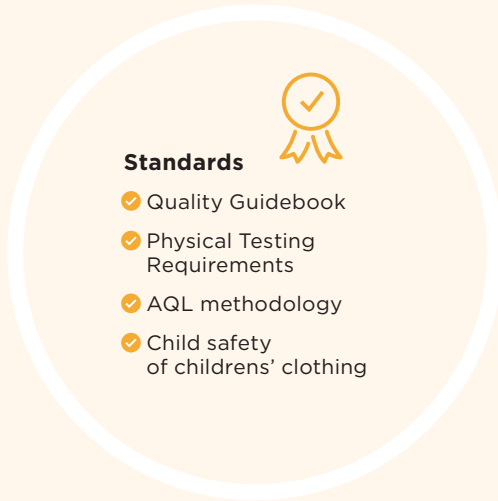 Standards
Quality Guidebook
Physical Testing
Requirements
AQL methodology
Child safety
of childrens’ clothing